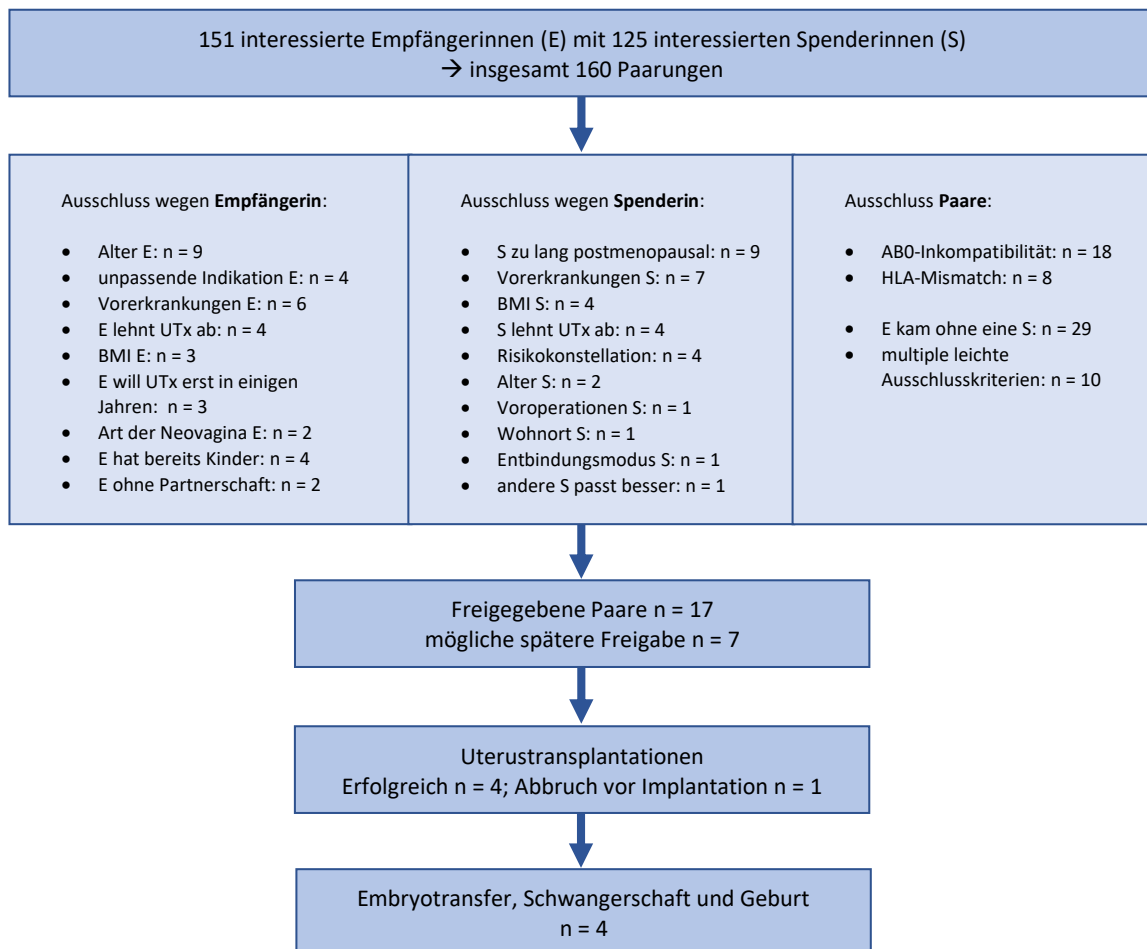 151 interessierte Empfängerinnen (E) mit 125 interessierten Spenderinnen (S)
→ insgesamt 160 Paarungen
Ausschluss wegen Empfängerin:
• Alter E: n = 9
• unpassende Indikation E: n = 4
• Vorerkrankungen E: n = 6
• E lehnt UTx ab: n = 4
• BMI E: n = 3
• E will UTx erst in einigen
Jahren: n = 3
• Art der Neovagina E: n = 2
• E hat bereits Kinder: n = 4
• E ohne Partnerschaft: n = 2
Ausschluss wegen Spenderin:
• S zu lang postmenopausal: n = 9
• Vorerkrankungen S: n = 7
• BMI S: n = 4
• S lehnt UTx ab: n = 4
• Risikokonstellation: n = 4
• Alter S: n = 2
• Voroperationen S: n = 1
• Wohnort S: n = 1
• Entbindungsmodus S: n = 1
• andere S passt besser: n = 1
Ausschluss Paare:
• AB0-Inkompatibilität: n = 18
• HLA-Mismatch: n = 8
• E kam ohne eine S: n = 29
• multiple leichte
Ausschlusskriterien: n = 10
Freigegebene Paare n = 17
mögliche spätere Freigabe n = 7
Uterustransplantationen
Erfolgreich n = 4; Abbruch vor Implantation n = 1
Embryotransfer, Schwangerschaft und Geburt
n = 4